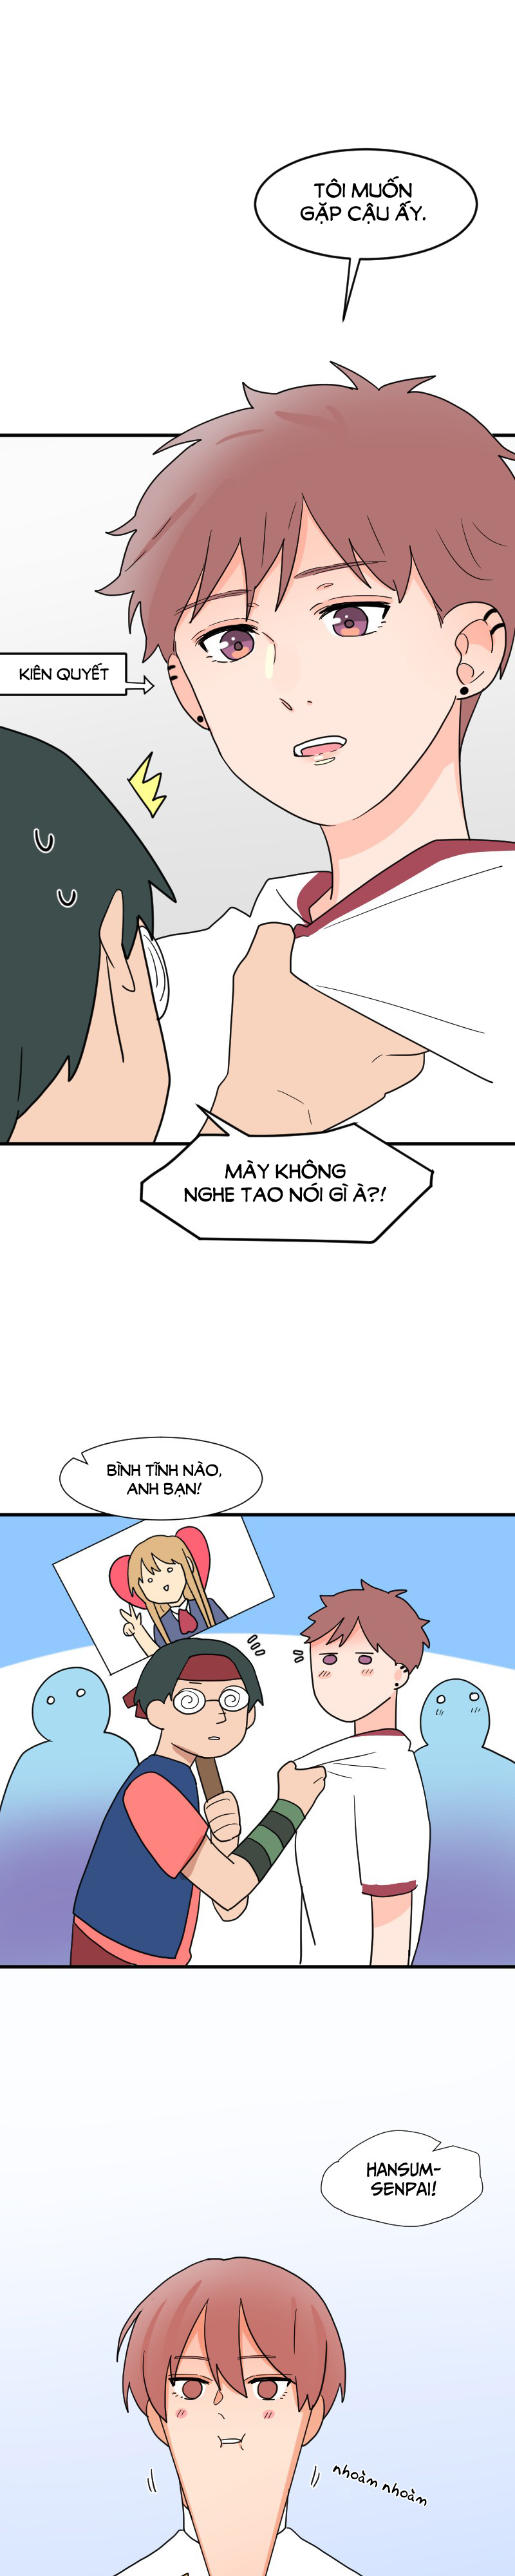 TÔI MUỐN
GẶP CẬU ẤY.
KIÊN QUYẾT
MÀY KHÔNG
NGHE TAO NÓI GÌ À?!
BÌNH TĨNH NÀO,
ANH BẠN!
HANSUM-
SENPAI!
nhoàm nhoàm